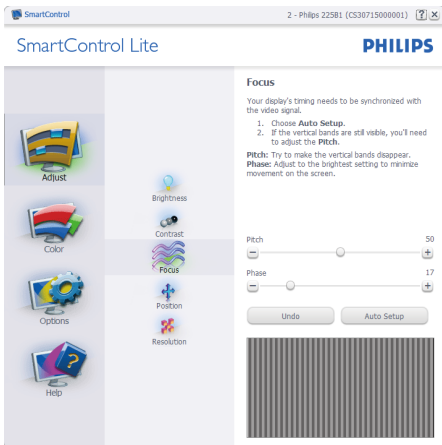 SmartControl
2 - Philips 225B1 (CS30715000001)
? X
SmartControl Lite
PHILIPS
Adjust
Color
Options
Help
Brightness
Contrast
Focus
Position
Resolution
Focus
Your display's timing needs to be synchronized with
the video signal.
1. Choose Auto Setup.
2. If the vertical bands are still visible, you'll need
to adjust the Pitch.
Pitch: Try to make the vertical bands disappear.
Phase: Adjust to the brightest setting to minimize
movement on the screen.
Pitch 50
Phase 17
Undo Auto Setup